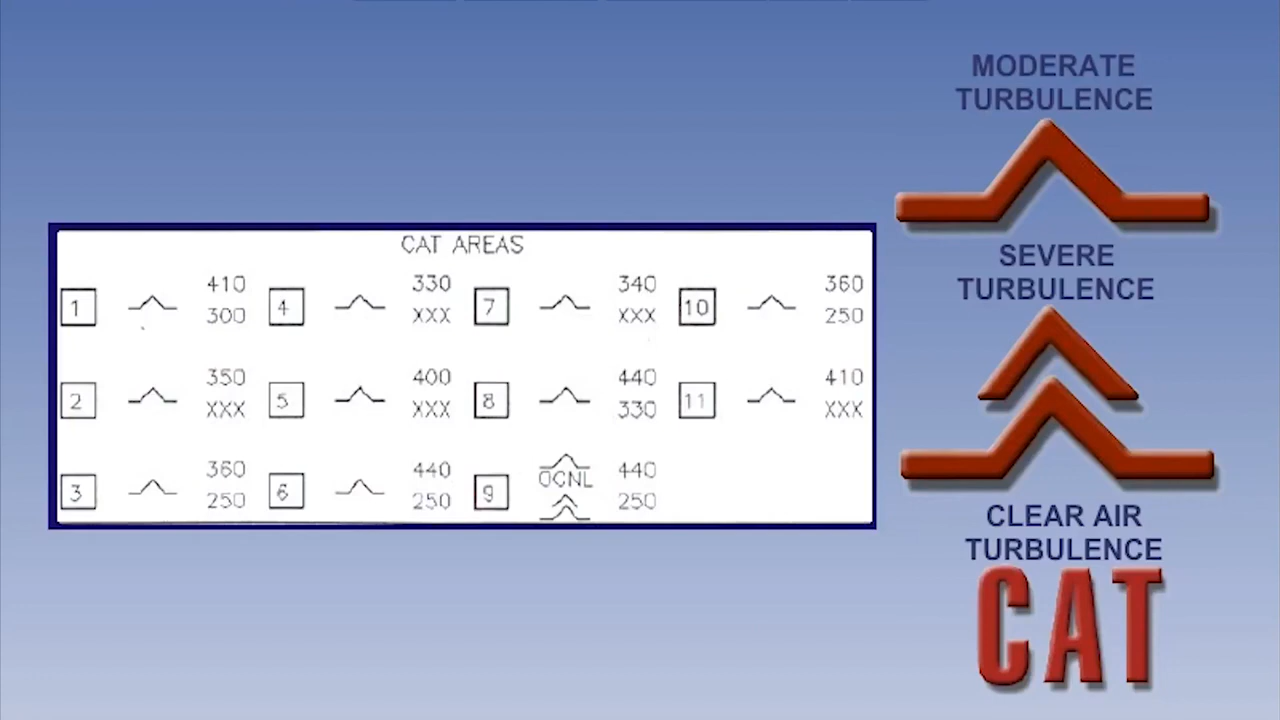 CAT AREAS
1 410 300
4 330 XXX
7 340 XXX
10 360 250
2 350 XXX
5 400 XXX
8 440 330
11 410 XXX
3 360 250
6 440 250
9 OCNL 440 250
MODERATE
TURBULENCE
SEVERE
TURBULENCE
CLEAR AIR
TURBULENCE
CAT